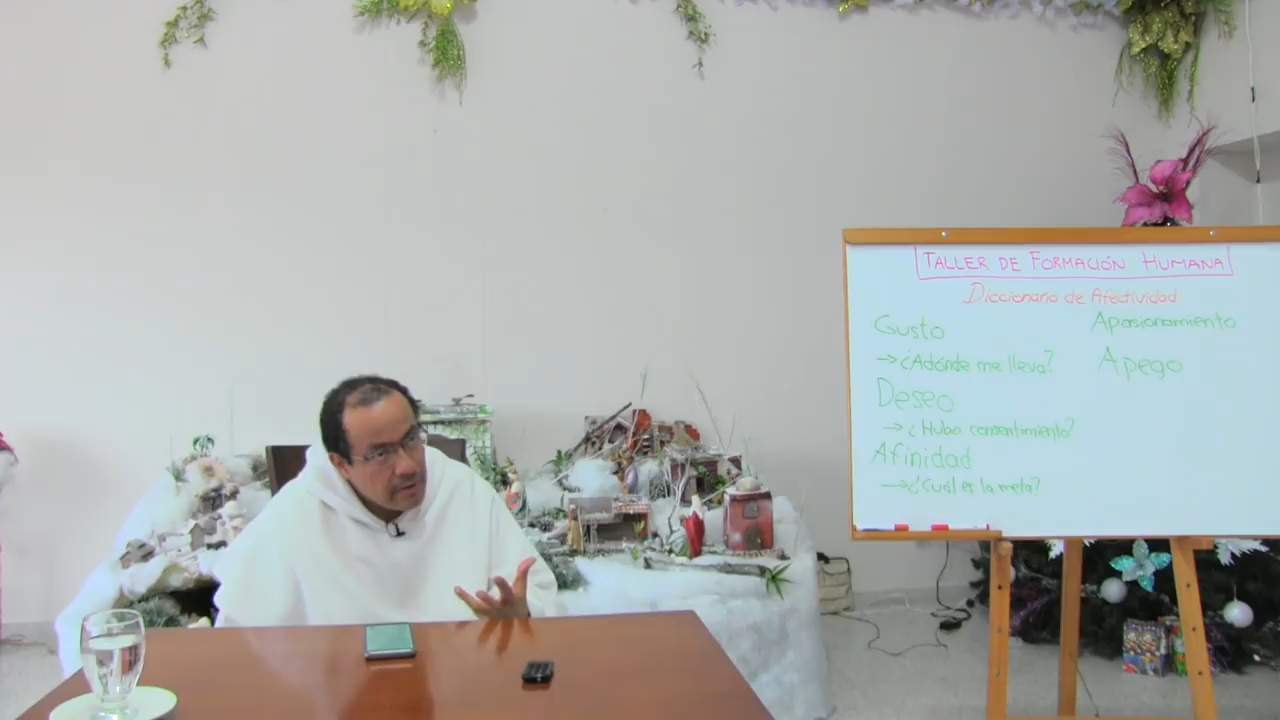 TALLER DE FORMACIÓN HUMANA
Diccionario de Afectividad
Gusto
→¿Adónde me lleva?
Deseo
→¿Hubo consentimiento?
Afinidad
→¿Cuál es la meta?
Apasionamiento
Apego